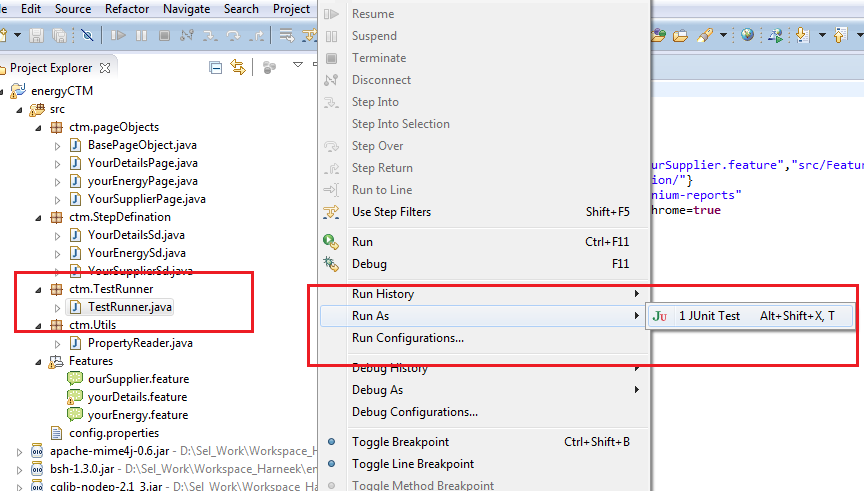 le Edit Source Refactor Navigate Search Project
Project Explorer
energyCTM
src
ctm.pageObjects
BasePageObject.java
YourDetailsPage.java
yourEnergyPage.java
YourSupplierPage.java
ctm.StepDefination
YourDetailsSd.java
YourEnergySd.java
YourSupplierSd.java
ctm.TestRunner
TestRunner.java
ctm.Utils
PropertyReader.java
Features
ourSupplier.feature
yourDetails.feature
yourEnergy.feature
config.properties
apache-mime4j-0.6.jar - D:\Sel_Work\Workspace_H
bsh-1.3.0.jar - D:\Sel_Work\Workspace_Harneek\en
cglib-nodep-2.1_3.jar - D:\Sel_Work\Workspace_Ha
Resume
Suspend
Terminate
Disconnect
Step Into
Step Into Selection
Step Over
Step Return
Run to Line
Use Step Filters Shift+F5
Run Ctrl+F11
Debug F11
Run History
Run As
Run Configurations...
Debug History
Debug As
Debug Configurations...
Toggle Breakpoint Ctrl+Shift+B
Toggle Line Breakpoint
Toggle Method Breakpoint
JU 1 JUnit Test Alt+Shift+X, T
ourSupplier.feature","src/Featur
ion/"}
nium-reports"
hrome=true